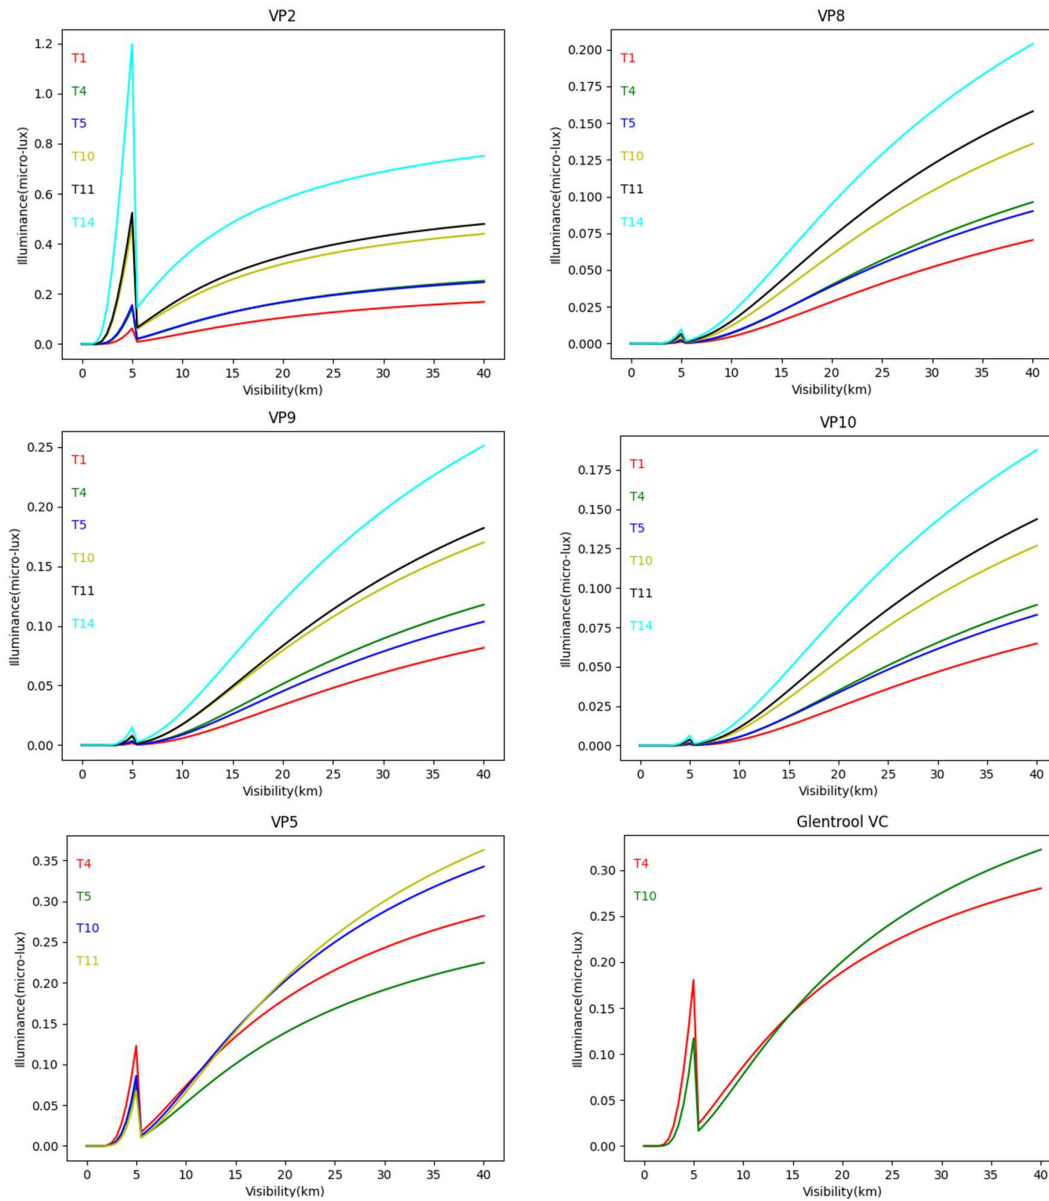 VP2
1.2
1.0
0.8
0.6
0.4
0.2
0.0
Illuminance(micro-lux)
T1
T4
T5
T10
T11
T14
0 5 10 15 20 25 30 35 40
Visibility(km)
VP8
0.200
0.175
0.150
0.125
0.100
0.075
0.050
0.025
0.000
Illuminance(micro-lux)
T1
T4
T5
T10
T11
T14
0 5 10 15 20 25 30 35 40
Visibility(km)
VP9
0.25
0.20
0.15
0.10
0.05
0.00
Illuminance(micro-lux)
T1
T4
T5
T10
T11
T14
0 5 10 15 20 25 30 35 40
Visibility(km)
VP10
0.175
0.150
0.125
0.100
0.075
0.050
0.025
0.000
Illuminance(micro-lux)
T1
T4
T5
T10
T11
T14
0 5 10 15 20 25 30 35 40
Visibility(km)
VP5
0.35
0.30
0.25
0.20
0.15
0.10
0.05
0.00
Illuminance(micro-lux)
T4
T5
T10
T11
0 5 10 15 20 25 30 35 40
Visibility(km)
Glentrool VC
0.30
0.25
0.20
0.15
0.10
0.05
0.00
Illuminance(micro-lux)
T4
T10
0 5 10 15 20 25 30 35 40
Visibility(km)